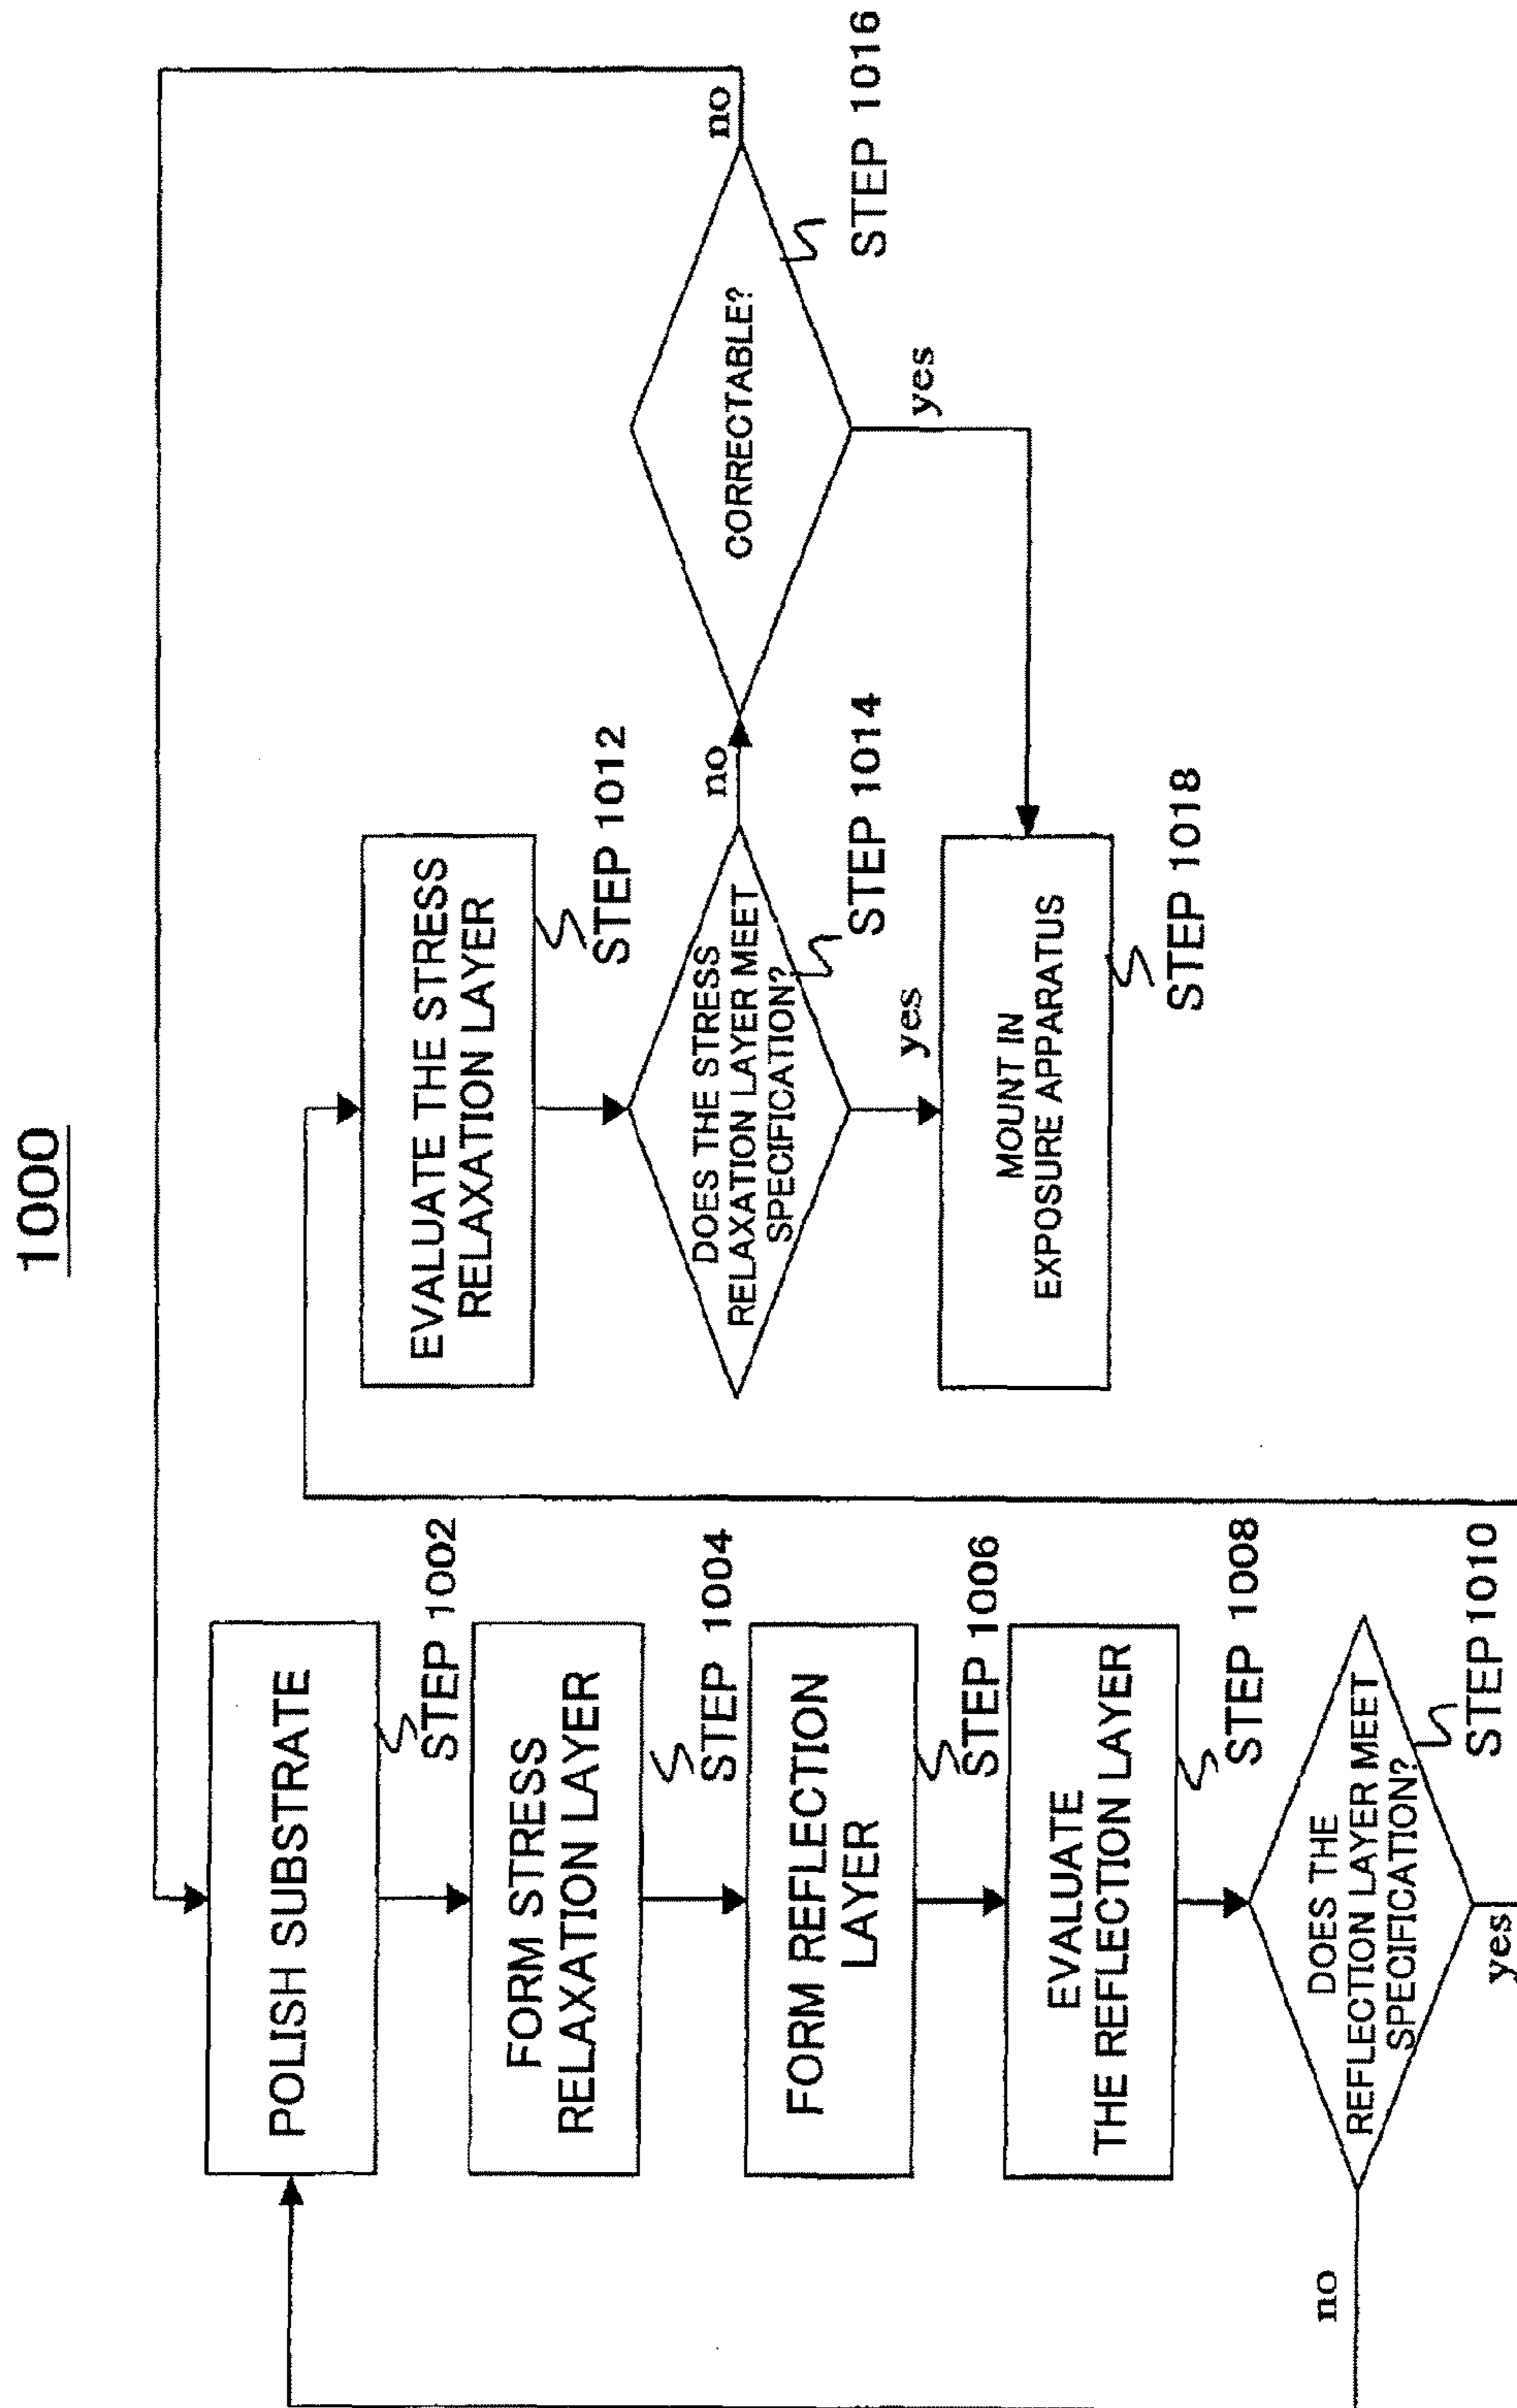 1000
POLISH SUBSTRATE
STEP 1002
FORM STRESS
RELAXATION LAYER
STEP 1004
FORM REFLECTION
LAYER
STEP 1006
EVALUATE
THE REFLECTION LAYER
STEP 1008
DOES THE
REFLECTION LAYER MEET
SPECIFICATION?
STEP 1010
no
yes
EVALUATE THE STRESS
RELAXATION LAYER
STEP 1012
DOES THE STRESS
RELAXATION LAYER MEET
SPECIFICATION?
STEP 1014
no
yes
CORRECTABLE?
STEP 1016
no
yes
MOUNT IN
EXPOSURE APPARATUS
STEP 1018